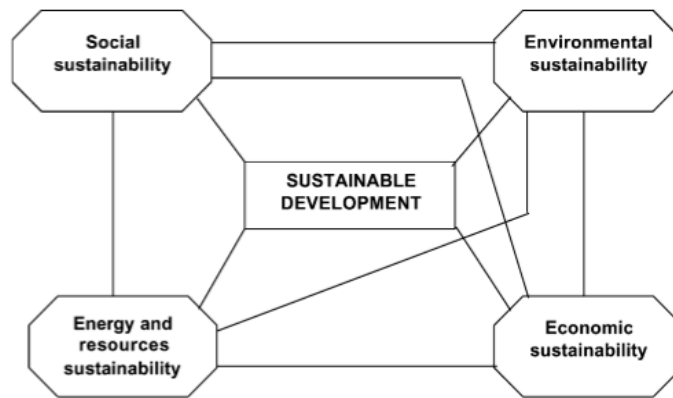 Social
sustainability
Environmental
sustainability
SUSTAINABLE
DEVELOPMENT
Energy and
resources
sustainability
Economic
sustainability